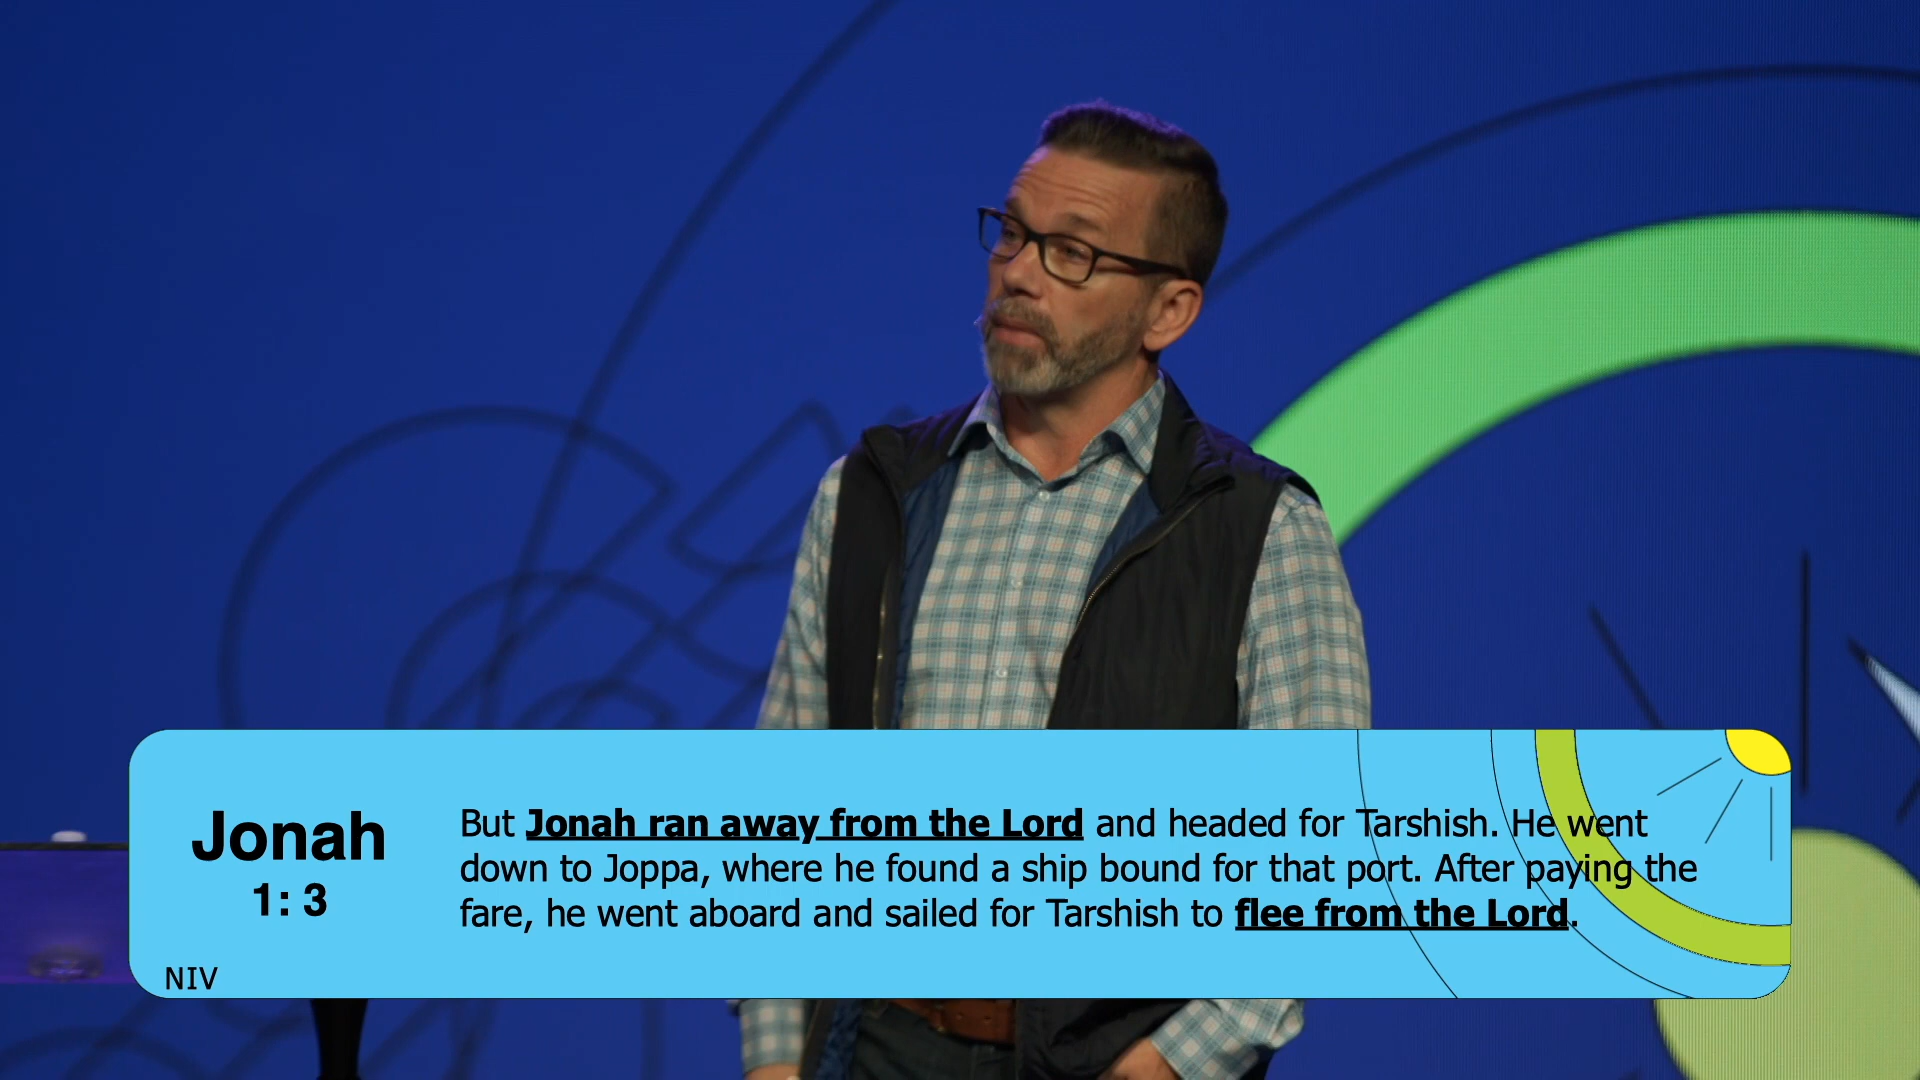 Jonah
1: 3
But Jonah ran away from the Lord and headed for Tarshish. He went
down to Joppa, where he found a ship bound for that port. After paying the
fare, he went aboard and sailed for Tarshish to flee from the Lord.
NIV